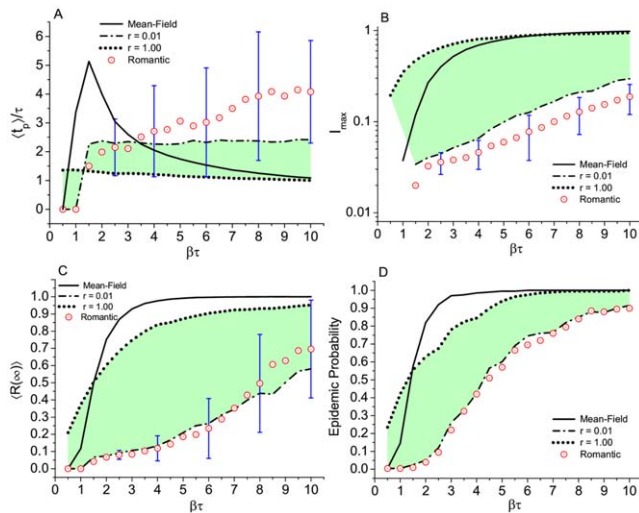 A
⟨t_p⟩/τ
6
5
4
3
2
1
0
Mean-Field
r = 0.01
r = 1.00
Romantic
0 1 2 3 4 5 6 7 8 9 10
βτ
B
I_max
1
0.1
0.01
Mean-Field
r = 0.01
r = 1.00
Romantic
0 1 2 3 4 5 6 7 8 9 10
βτ
C
⟨R(∞)⟩
Mean-Field
r = 0.01
r = 1.00
Romantic
1.0
0.9
0.8
0.7
0.6
0.5
0.4
0.3
0.2
0.1
0.0
0 1 2 3 4 5 6 7 8 9 10
βτ
D
Epidemic Probability
1.0
0.9
0.8
0.7
0.6
0.5
0.4
0.3
0.2
0.1
0.0
Mean-Field
r = 0.01
r = 1.00
Romantic
0 1 2 3 4 5 6 7 8 9 10
βτ